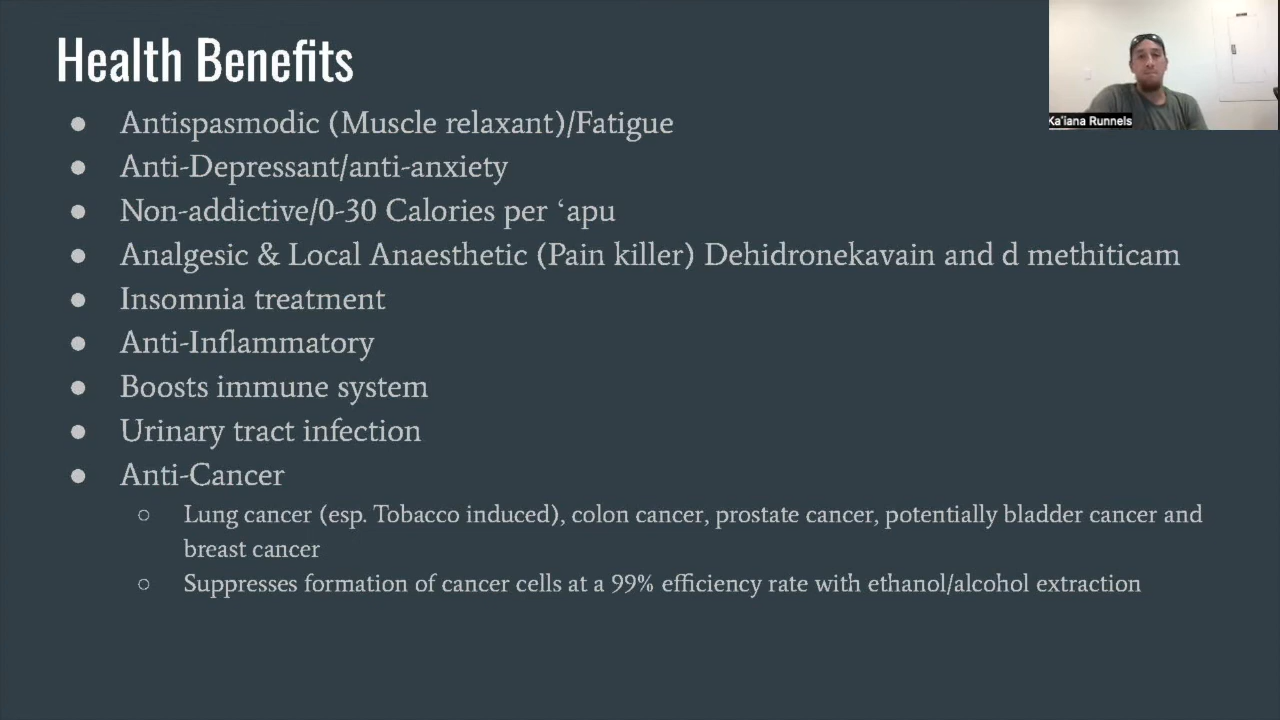 Health Benefits
● Antispasmodic (Muscle relaxant)/Fatigue
● Anti-Depressant/anti-anxiety
● Non-addictive/0-30 Calories per ʻapu
● Analgesic & Local Anaesthetic (Pain killer) Dehidronekavain and d methiticam
● Insomnia treatment
● Anti-Inflammatory
● Boosts immune system
● Urinary tract infection
● Anti-Cancer
○ Lung cancer (esp. Tobacco induced), colon cancer, prostate cancer, potentially bladder cancer and
breast cancer
○ Suppresses formation of cancer cells at a 99% efficiency rate with ethanol/alcohol extraction
Ka'iana Runnels